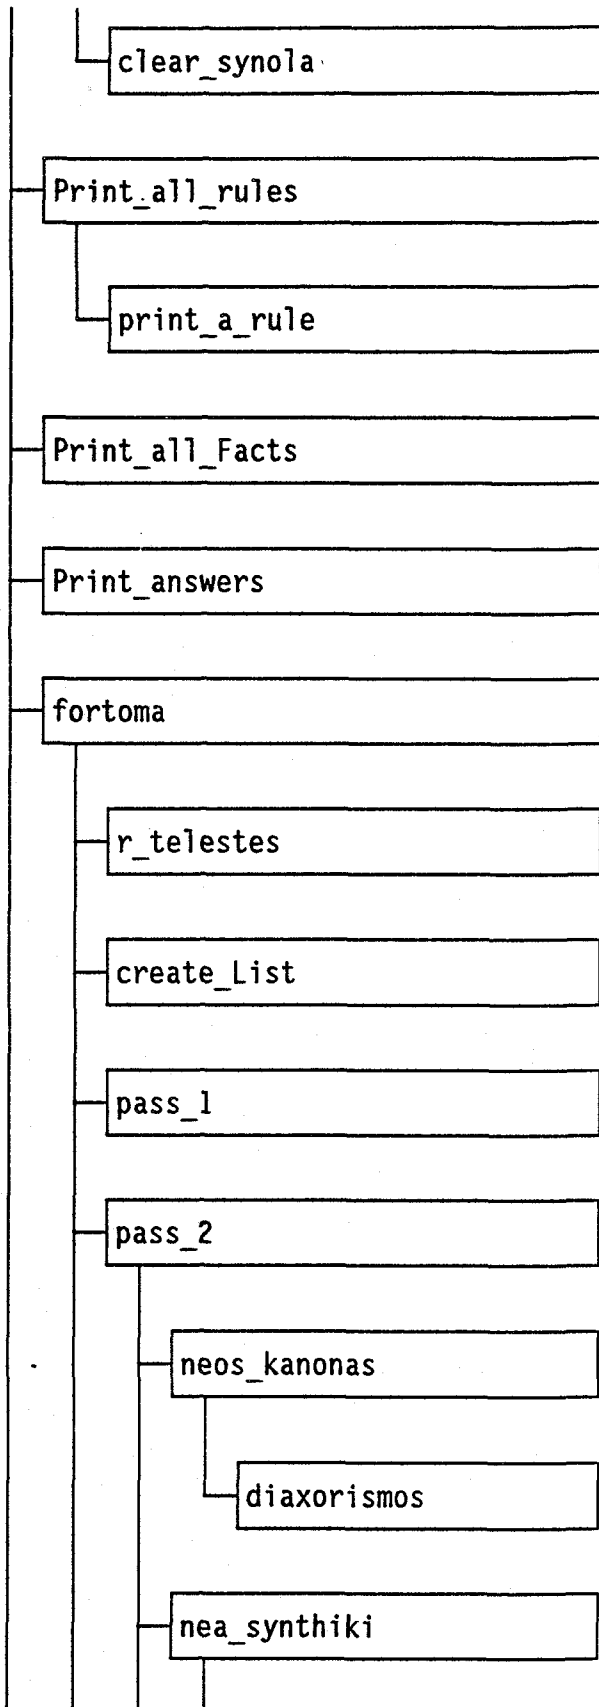 clear_synola
Print_all_rules
print_a_rule
Print_all_Facts
Print_answers
fortoma
r_telestes
create_List
pass_1
pass_2
neos_kanonas
diaxorismos
nea_synthiki